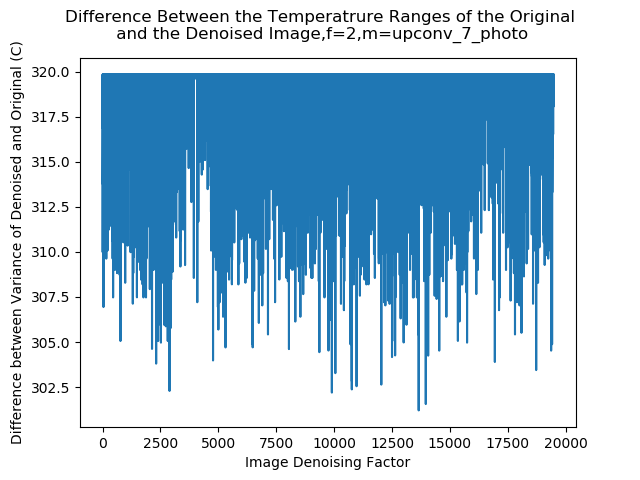 Difference Between the Temperatrure Ranges of the Original
and the Denoised Image,f=2,m=upconv_7_photo
Difference between Variance of Denoised and Original (C)
320.0
317.5
315.0
312.5
310.0
307.5
305.0
302.5
0 2500 5000 7500 10000 12500 15000 17500 20000
Image Denoising Factor